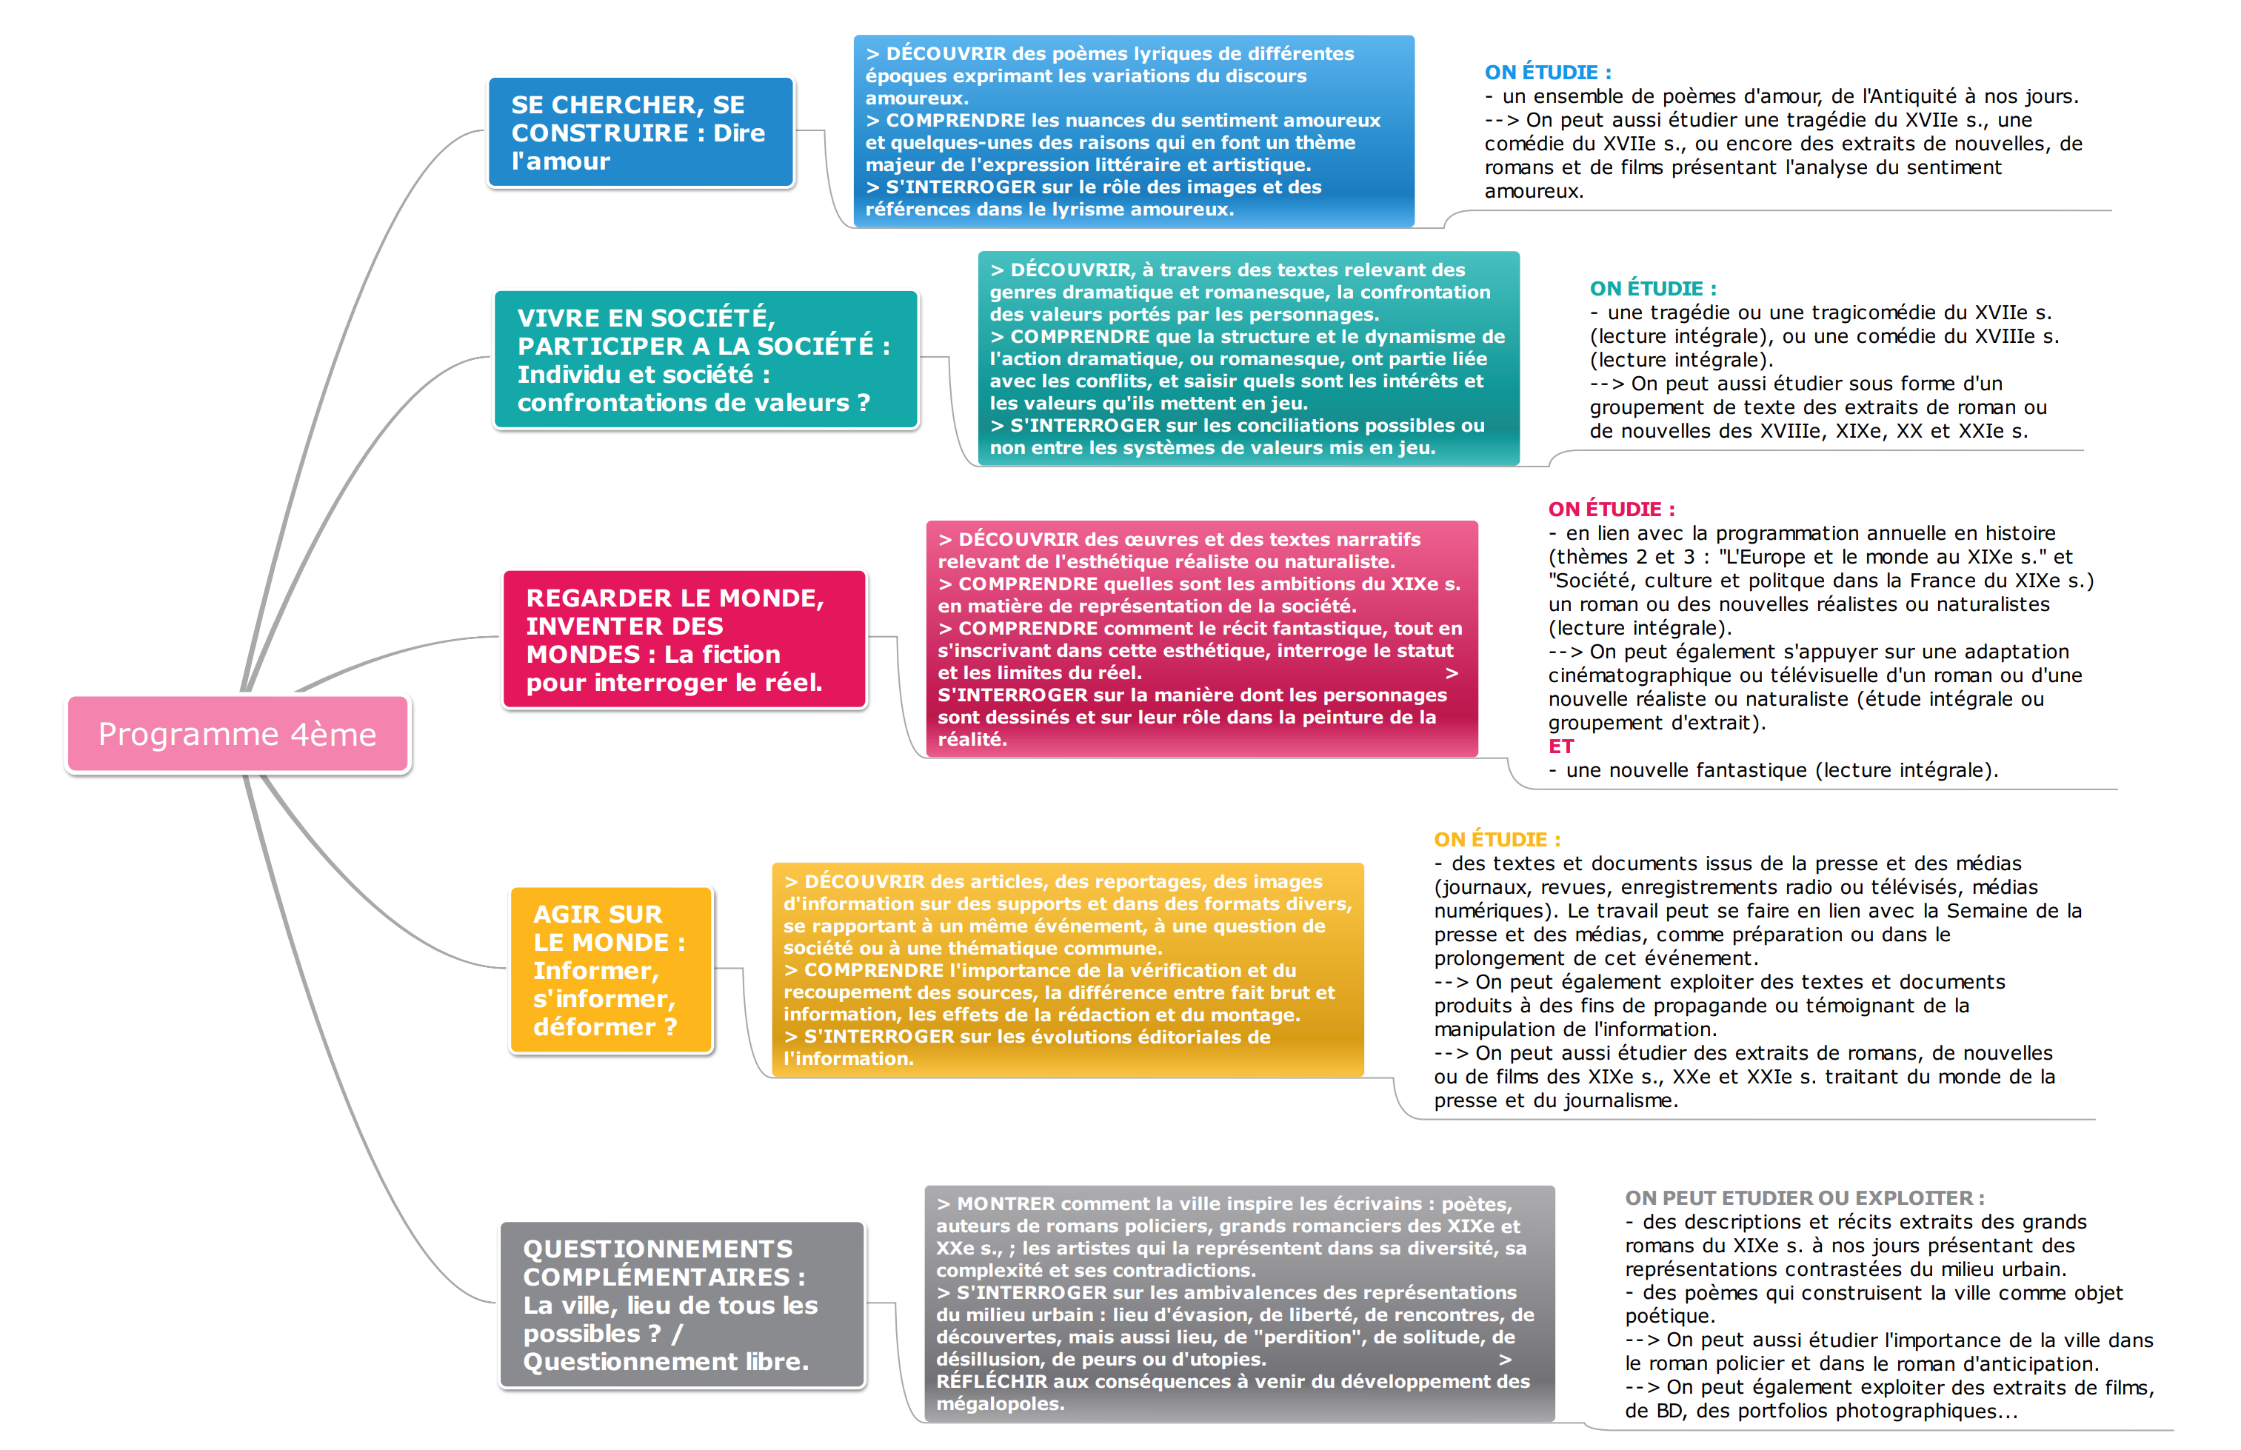 Programme 4ème
SE CHERCHER, SE
CONSTRUIRE : Dire
l'amour
> DÉCOUVRIR des poèmes lyriques de différentes
époques exprimant les variations du discours
amoureux.
> COMPRENDRE les nuances du sentiment amoureux
et quelques-unes des raisons qui en font un thème
majeur de l'expression littéraire et artistique.
> S'INTERROGER sur le rôle des images et des
références dans le lyrisme amoureux.
ON ÉTUDIE :
- un ensemble de poèmes d'amour, de l'Antiquité à nos jours.
--> On peut aussi étudier une tragédie du XVIIe s., une
comédie du XVIIe s., ou encore des extraits de nouvelles, de
romans et de films présentant l'analyse du sentiment
amoureux.
VIVRE EN SOCIÉTÉ,
PARTICIPER A LA SOCIÉTÉ :
Individu et société :
confrontations de valeurs ?
> DÉCOUVRIR, à travers des textes relevant des
genres dramatique et romanesque, la confrontation
des valeurs portés par les personnages.
> COMPRENDRE que la structure et le dynamisme de
l'action dramatique, ou romanesque, ont partie liée
avec les conflits, et saisir quels sont les intérêts et
les valeurs qu'ils mettent en jeu.
> S'INTERROGER sur les conciliations possibles ou
non entre les systèmes de valeurs mis en jeu.
ON ÉTUDIE :
- une tragédie ou une tragicomédie du XVIIe s.
(lecture intégrale), ou une comédie du XVIIIe s.
(lecture intégrale).
--> On peut aussi étudier sous forme d'un
groupement de texte des extraits de roman ou
de nouvelles des XVIIIe, XIXe, XX et XXIe s.
REGARDER LE MONDE,
INVENTER DES
MONDES : La fiction
pour interroger le réel.
> DÉCOUVRIR des œuvres et des textes narratifs
relevant de l'esthétique réaliste ou naturaliste.
> COMPRENDRE quelles sont les ambitions du XIXe s.
en matière de représentation de la société.
> COMPRENDRE comment le récit fantastique, tout en
s'inscrivant dans cette esthétique, interroge le statut
et les limites du réel. >
S'INTERROGER sur la manière dont les personnages
sont dessinés et sur leur rôle dans la peinture de la
réalité.
ON ÉTUDIE :
- en lien avec la programmation annuelle en histoire
(thèmes 2 et 3 : "L'Europe et le monde au XIXe s." et
"Société, culture et politque dans la France du XIXe s.)
un roman ou des nouvelles réalistes ou naturalistes
(lecture intégrale).
--> On peut également s'appuyer sur une adaptation
cinématographique ou télévisuelle d'un roman ou d'une
nouvelle réaliste ou naturaliste (étude intégrale ou
groupement d'extrait).
ET
- une nouvelle fantastique (lecture intégrale).
AGIR SUR
LE MONDE :
Informer,
s'informer,
déformer ?
> DÉCOUVRIR des articles, des reportages, des images
d'information sur des supports et dans des formats divers,
se rapportant à un même événement, à une question de
société ou à une thématique commune.
> COMPRENDRE l'importance de la vérification et du
recoupement des sources, la différence entre fait brut et
information, les effets de la rédaction et du montage.
> S'INTERROGER sur les évolutions éditoriales de
l'information.
ON ÉTUDIE :
- des textes et documents issus de la presse et des médias
(journaux, revues, enregistrements radio ou télévisés, médias
numériques). Le travail peut se faire en lien avec la Semaine de la
presse et des médias, comme préparation ou dans le
prolongement de cet événement.
--> On peut également exploiter des textes et documents
produits à des fins de propagande ou témoignant de la
manipulation de l'information.
--> On peut aussi étudier des extraits de romans, de nouvelles
ou de films des XIXe s., XXe et XXIe s. traitant du monde de la
presse et du journalisme.
QUESTIONNEMENTS
COMPLÉMENTAIRES :
La ville, lieu de tous les
possibles ? /
Questionnement libre.
> MONTRER comment la ville inspire les écrivains : poètes,
auteurs de romans policiers, grands romanciers des XIXe et
XXe s., ; les artistes qui la représentent dans sa diversité, sa
complexité et ses contradictions.
> S'INTERROGER sur les ambivalences des représentations
du milieu urbain : lieu d'évasion, de liberté, de rencontres, de
découvertes, mais aussi lieu, de "perdition", de solitude, de
désillusion, de peurs ou d'utopies. >
RÉFLÉCHIR aux conséquences à venir du développement des
mégalopoles.
ON PEUT ETUDIER OU EXPLOITER :
- des descriptions et récits extraits des grands
romans du XIXe s. à nos jours présentant des
représentations contrastées du milieu urbain.
- des poèmes qui construisent la ville comme objet
poétique.
--> On peut aussi étudier l'importance de la ville dans
le roman policier et dans le roman d'anticipation.
--> On peut également exploiter des extraits de films,
de BD, des portfolios photographiques...